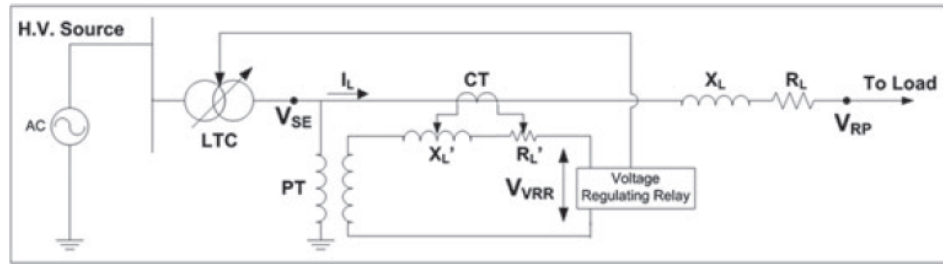 H.V. Source
AC
LTC
V_SE
I_L
CT
X_L
R_L
To Load
V_RP
PT
X_L'
R_L'
V_VRR
Voltage
Regulating Relay